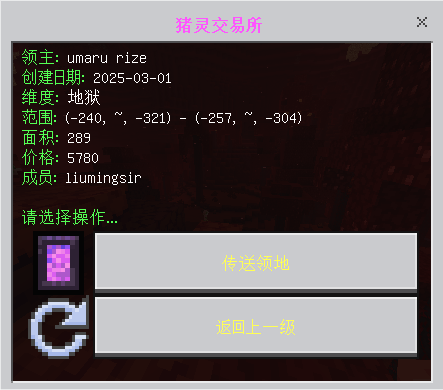 猪灵交易所
领主: umaru rize
创建日期: 2025-03-01
维度: 地狱
范围: (-240, ~, -321) - (-257, ~, -304)
面积: 289
价格: 5780
成员: liumingsir
请选择操作...
传送领地
返回上一级